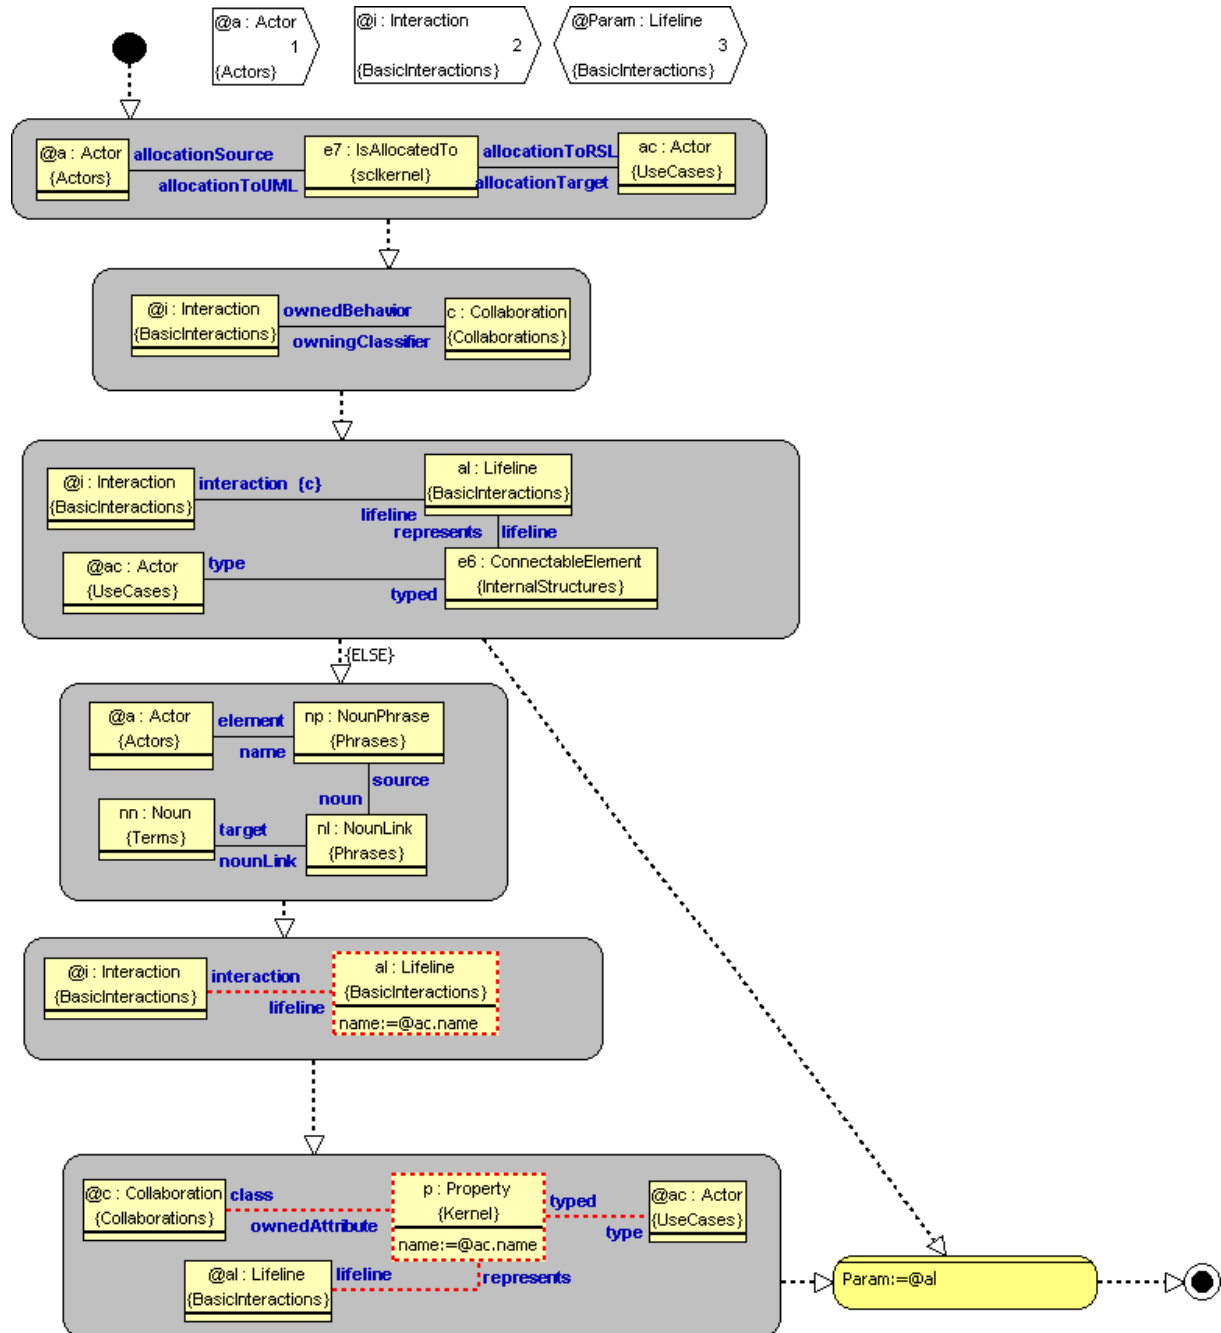 @a : Actor
1
{Actors}
@i : Interaction
2
{BasicInteractions}
@Param : Lifeline
3
{BasicInteractions}
@a : Actor
{Actors}
allocationSource
allocationToUML
e7 : IsAllocatedTo
{sclkernel}
allocationToRSL
allocationTarget
ac : Actor
{UseCases}
@i : Interaction
{BasicInteractions}
ownedBehavior
owningClassifier
c : Collaboration
{Collaborations}
@i : Interaction
{BasicInteractions}
interaction {c}
lifeline
al : Lifeline
{BasicInteractions}
represents
lifeline
@ac : Actor
{UseCases}
type
typed
e6 : ConnectableElement
{InternalStructures}
{ELSE}
@a : Actor
{Actors}
element
name
np : NounPhrase
{Phrases}
source
noun
nn : Noun
{Terms}
target
nounLink
nl : NounLink
{Phrases}
@i : Interaction
{BasicInteractions}
interaction
lifeline
al : Lifeline
{BasicInteractions}
name:=@ac.name
@c : Collaboration
{Collaborations}
class
ownedAttribute
p : Property
{Kernel}
name:=@ac.name
typed
type
@ac : Actor
{UseCases}
@al : Lifeline
{BasicInteractions}
lifeline
represents
Param:=@al